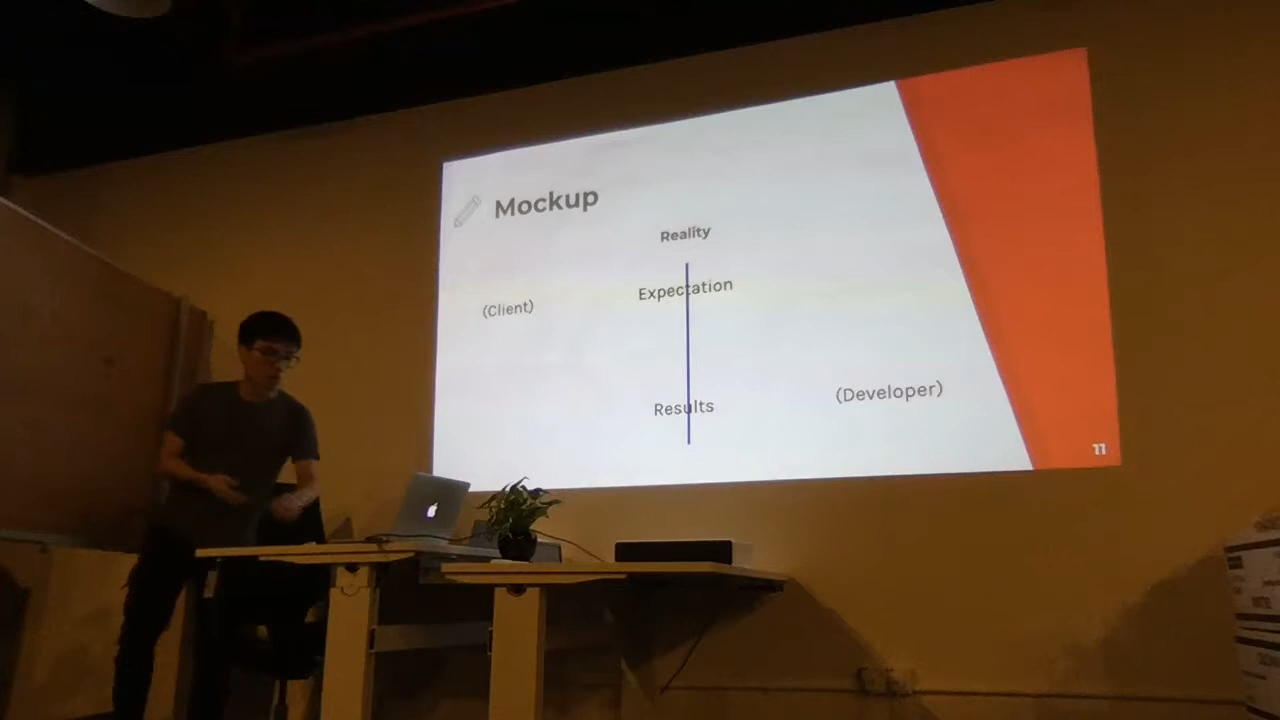 Mockup
Reality
Expectation
(Client)
(Developer)
Results
11